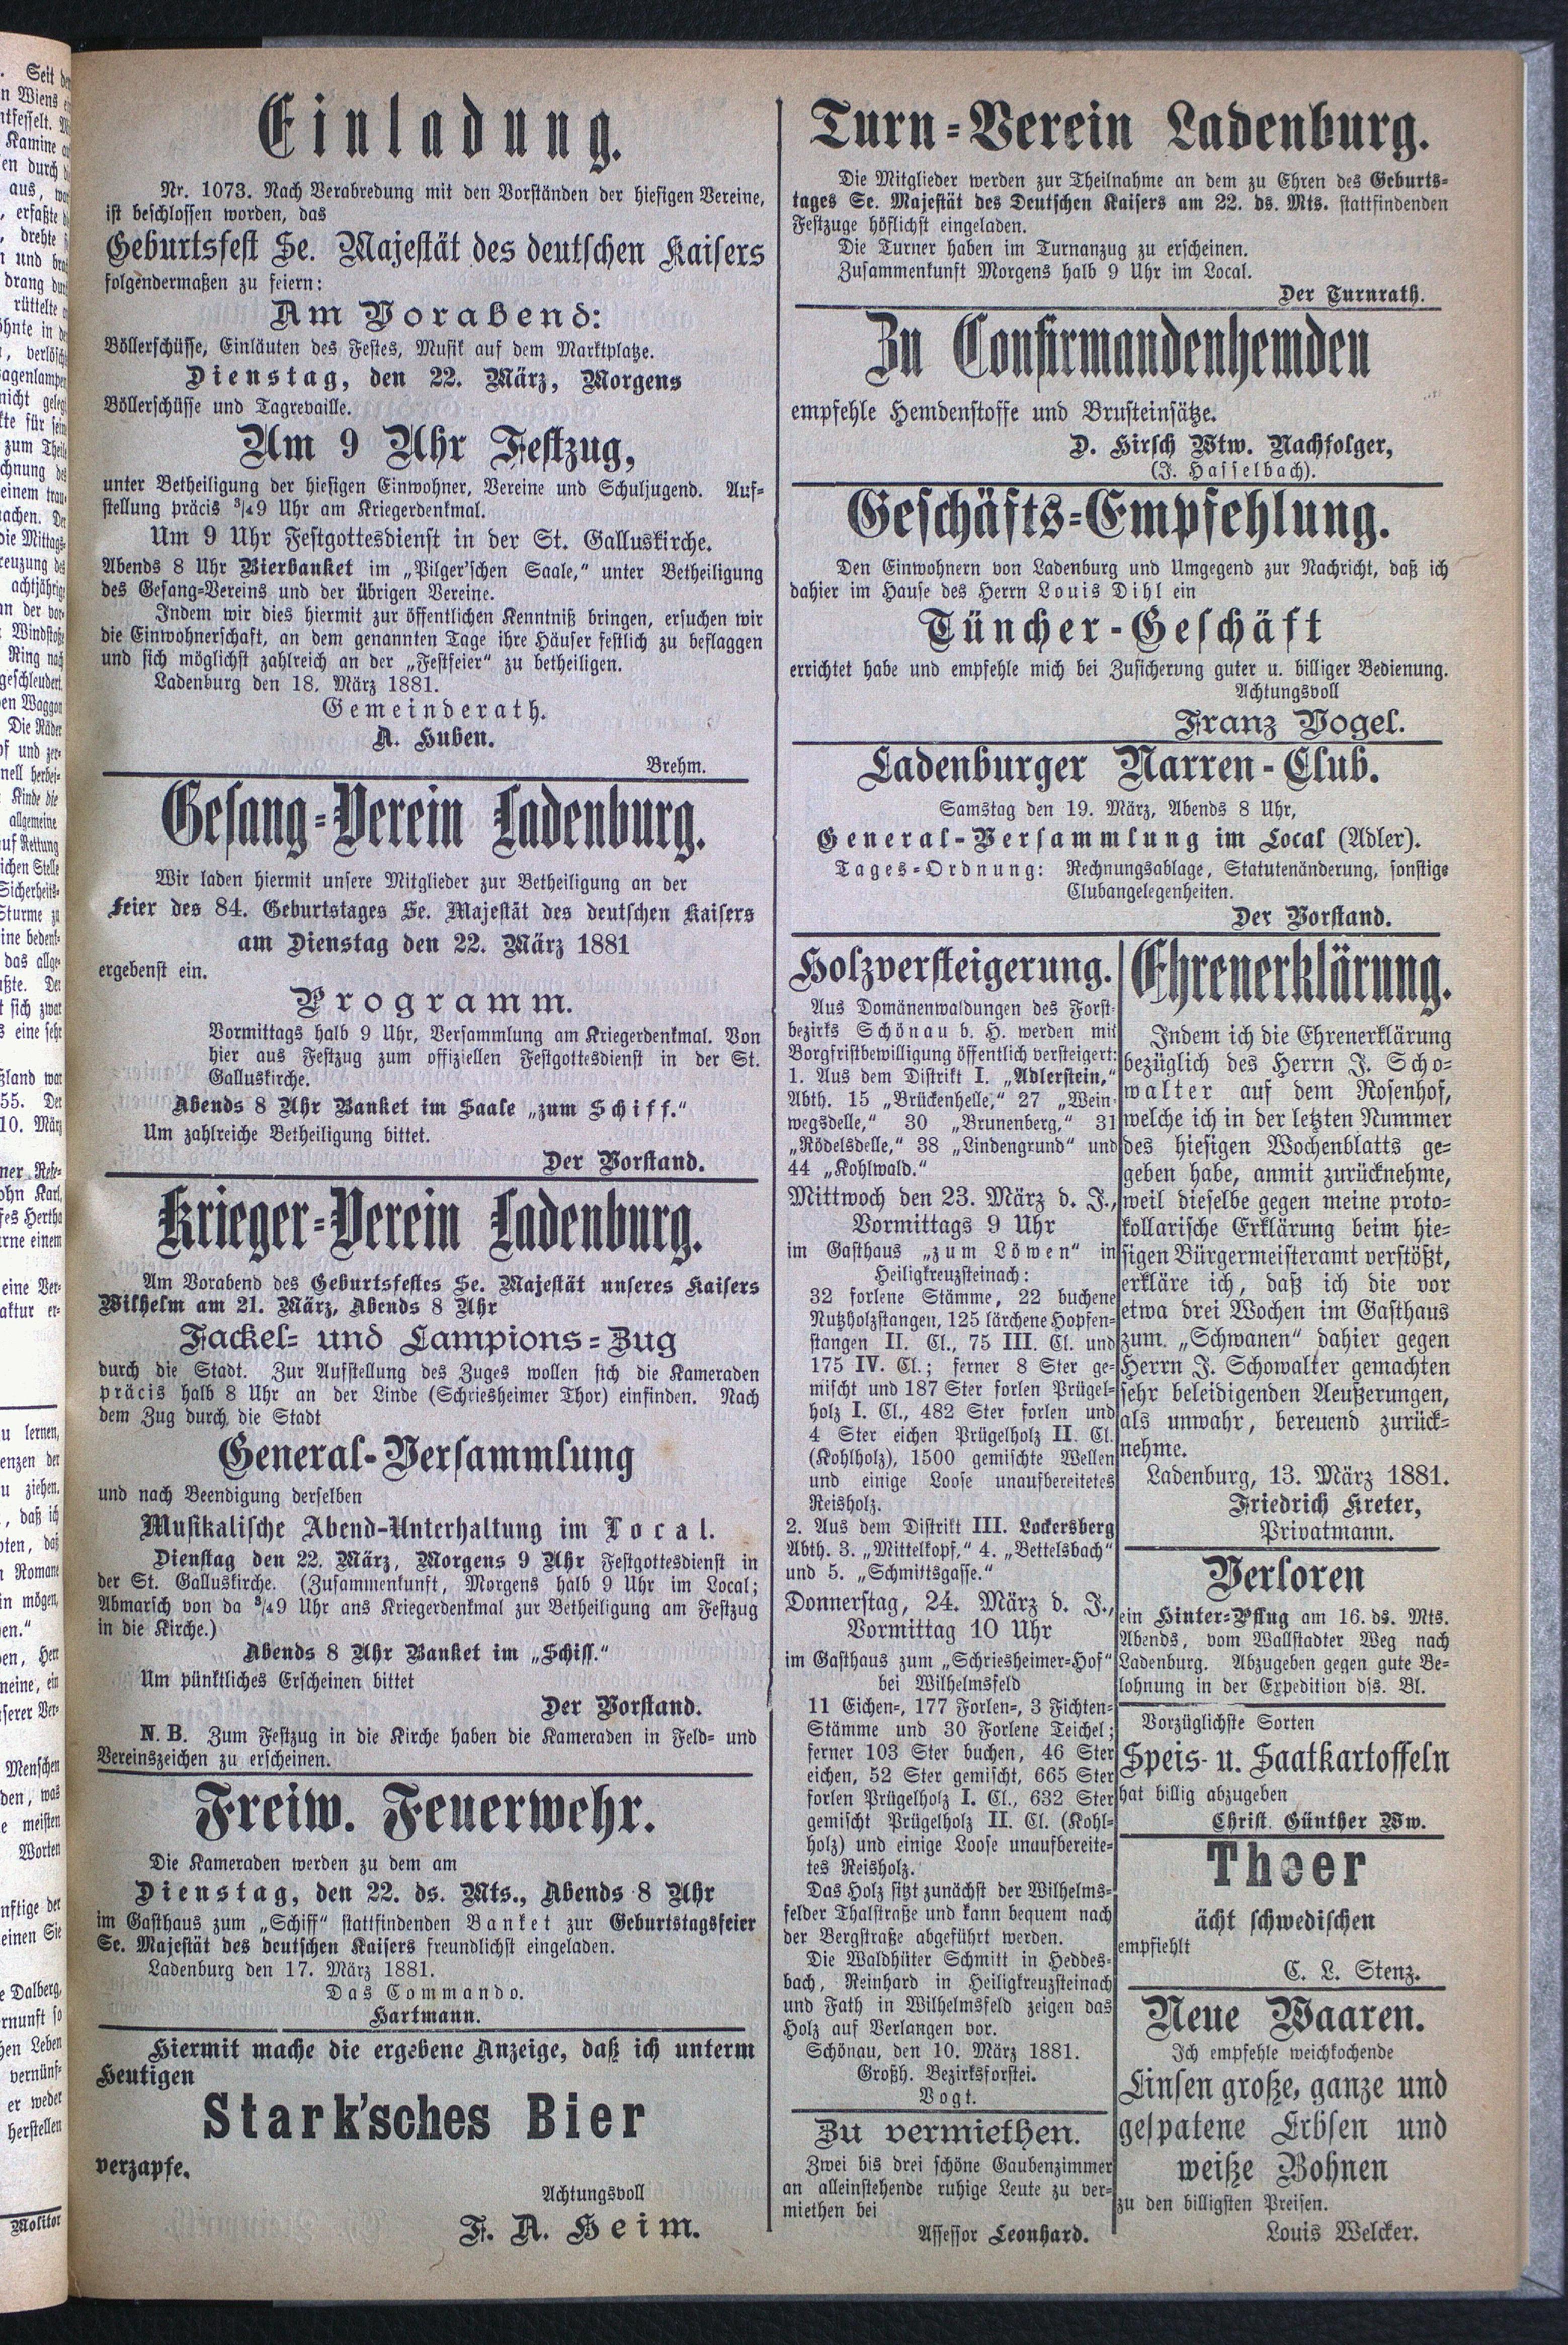 Einladung.
Nr. 1073. Nach Verabredung mit den Vorständen der hiesigen Vereine,
ist beschlossen worden, das
Geburtsfest Se. Majestät des deutschen Kaisers
folgendermaßen zu feiern:
Am Vorabend:
Böllerschüsse, Einläuten des Festes, Musik auf dem Marktplatze.
Dienstag, den 22. März, Morgens
Böllerschüsse und Tagrevaille.
Um 9 Uhr Festzug,
unter Betheiligung der hiesigen Einwohner, Vereine und Schuljugend. Auf-
stellung präcis 3/4 9 Uhr am Kriegerdenkmal.
Um 9 Uhr Festgottesdienst in der St. Galluskirche.
Abends 8 Uhr Bierbanket im „Pilger'schen Saale,“ unter Betheiligung
des Gesang-Vereins und der übrigen Vereine.
Indem wir dies hiermit zur öffentlichen Kenntniß bringen, ersuchen wir
die Einwohnerschaft, an dem genannten Tage ihre Häuser festlich zu beflaggen
und sich möglichst zahlreich an der „Festfeier“ zu betheiligen.
Ladenburg den 18. März 1881.
Gemeinderath.
A. Huben.
Brehm.
Gesang-Verein Ladenburg.
Wir laden hiermit unsere Mitglieder zur Betheiligung an der
Feier des 84. Geburtstages Se. Majestät des deutschen Kaisers
am Dienstag den 22. März 1881
ergebenst ein.
Programm.
Vormittags halb 9 Uhr, Versammlung am Kriegerdenkmal. Von
hier aus Festzug zum offiziellen Festgottesdienst in der St.
Galluskirche.
Abends 8 Uhr Banket im Saale „zum Schiff.“
Um zahlreiche Betheiligung bittet.
Der Vorstand.
Krieger-Verein Ladenburg.
Am Vorabend des Geburtsfestes Se. Majestät unseres Kaisers
Wilhelm am 21. März, Abends 8 Uhr
Fackel- und Lampions-Zug
durch die Stadt. Zur Aufstellung des Zuges wollen sich die Kameraden
präcis halb 8 Uhr an der Linde (Schriesheimer Thor) einfinden. Nach
dem Zug durch die Stadt
General-Versammlung
und nach Beendigung derselben
Musikalische Abend-Unterhaltung im Local.
Dienstag den 22. März, Morgens 9 Uhr Festgottesdienst in
der St. Galluskirche. (Zusammenkunft, Morgens halb 9 Uhr im Local;
Abmarsch von da 3/4 9 Uhr ans Kriegerdenkmal zur Betheiligung am Festzug
in die Kirche.)
Abends 8 Uhr Banket im „Schiff.“
Um pünktliches Erscheinen bittet
Der Vorstand.
N. B. Zum Festzug in die Kirche haben die Kameraden in Feld- und
Vereinszeichen zu erscheinen.
Freiw. Feuerwehr.
Die Kameraden werden zu dem am
Dienstag, den 22. ds. Mts., Abends 8 Uhr
im Gasthaus zum „Schiff“ stattfindenden Banket zur Geburtstagsfeier
Se. Majestät des deutschen Kaisers freundlichst eingeladen.
Ladenburg den 17. März 1881.
Das Commando.
Hartmann.
Hiermit mache die ergebene Anzeige, daß ich unterm
Heutigen
Stark'sches Bier
verzapfe.
Achtungsvoll
F. A. Heim.
Turn-Verein Ladenburg.
Die Mitglieder werden zur Theilnahme an dem zu Ehren des Geburts-
tages Se. Majestät des Deutschen Kaisers am 22. ds. Mts. stattfindenden
Festzuge höflichst eingeladen.
Die Turner haben im Turnanzug zu erscheinen.
Zusammenkunft Morgens halb 9 Uhr im Local.
Der Turnrath.
Zu Confirmandenhemden
empfehle Hemdenstoffe und Brusteinsätze.
D. Hirsch Wtw. Nachfolger,
(J. Hasselbach).
Geschäfts-Empfehlung.
Den Einwohnern von Ladenburg und Umgegend zur Nachricht, daß ich
dahier im Hause des Herrn Louis Dihl ein
Tüncher-Geschäft
errichtet habe und empfehle mich bei Zusicherung guter u. billiger Bedienung.
Achtungsvoll
Franz Vogel.
Ladenburger Narren-Club.
Samstag den 19. März, Abends 8 Uhr,
General-Versammlung im Local (Adler).
Tages-Ordnung: Rechnungsablage, Statutenänderung, sonstige
Clubangelegenheiten.
Der Vorstand.
Holzversteigerung.
Aus Domänenwaldungen des Forst-
bezirks Schönau b. H. werden mit
Borgfristbewilligung öffentlich versteigert:
1. Aus dem Distrikt I. „Adlerstein,“
Abth. 15 „Brückenhelle,“ 27 „Wein-
wegsdelle,“ 30 „Brunenberg,“ 31
„Rödelsdelle,“ 38 „Lindengrund“ und
44 „Kohlwald.“
Mittwoch den 23. März d. J.,
Vormittags 9 Uhr
im Gasthaus „zum Löwen“ in
Heiligkreuzsteinach:
32 forlene Stämme, 22 buchene
Nutzholzstangen, 125 lärchene Hopfen-
stangen II. Cl., 75 III. Cl. und
175 IV. Cl.; ferner 8 Ster ge-
mischt und 187 Ster forlen Prügel-
holz I. Cl., 482 Ster forlen und
4 Ster eichen Prügelholz II. Cl.
(Kohlholz), 1500 gemischte Wellen
und einige Loose unaufbereitetes
Reisholz.
2. Aus dem Distrikt III. Lockersberg
Abth. 3. „Mittelkopf,“ 4. „Bettelsbach“
und 5. „Schmittsgasse.“
Donnerstag, 24. März d. J.,
Vormittag 10 Uhr
im Gasthaus zum „Schriesheimer-Hof“
bei Wilhelmsfeld
11 Eichen-, 177 Forlen-, 3 Fichten-
Stämme und 30 Forlene Teichel;
ferner 103 Ster buchen, 46 Ster
eichen, 52 Ster gemischt, 665 Ster
forlen Prügelholz I. Cl., 632 Ster
gemischt Prügelholz II. Cl. (Kohl-
holz) und einige Loose unaufbereite-
tes Reisholz.
Das Holz sitzt zunächst der Wilhelms-
felder Thalstraße und kann bequem nach
der Bergstraße abgeführt werden.
Die Waldhüter Schmitt in Heddes-
bach, Reinhard in Heiligkreuzsteinach
und Fath in Wilhelmsfeld zeigen das
Holz auf Verlangen vor.
Schönau, den 10. März 1881.
Großh. Bezirksforstei.
Vogt.
Zu vermiethen.
Zwei bis drei schöne Gaubenzimmer
an alleinstehende ruhige Leute zu ver-
miethen bei
Assessor Leonhard.
Ehrenerklärung.
Indem ich die Ehrenerklärung
bezüglich des Herrn J. Scho-
walter auf dem Rosenhof,
welche ich in der letzten Nummer
des hiesigen Wochenblatts ge-
geben habe, anmit zurücknehme,
weil dieselbe gegen meine proto-
kollarische Erklärung beim hie-
sigen Bürgermeisteramt verstößt,
erkläre ich, daß ich die vor
etwa drei Wochen im Gasthaus
zum „Schwanen“ dahier gegen
Herrn J. Schowalter gemachten
sehr beleidigenden Aeußerungen,
als unwahr, bereuend zurück-
nehme.
Ladenburg, 13. März 1881.
Friedrich Kreter,
Privatmann.
Verloren
ein Hinter-Pflug am 16. ds. Mts.
Abends, vom Wallstadter Weg nach
Ladenburg. Abzugeben gegen gute Be-
lohnung in der Expedition dss. Bl.
Vorzüglichste Sorten
Speis- u. Saatkartoffeln
hat billig abzugeben
Christ. Günther Ww.
Theer
ächt schwedischen
empfiehlt
C. L. Stenz.
Neue Waaren.
Ich empfehle weichkochende
Linsen große, ganze und
gespatene Erbsen und
weiße Bohnen
zu den billigsten Preisen.
Louis Welcker.